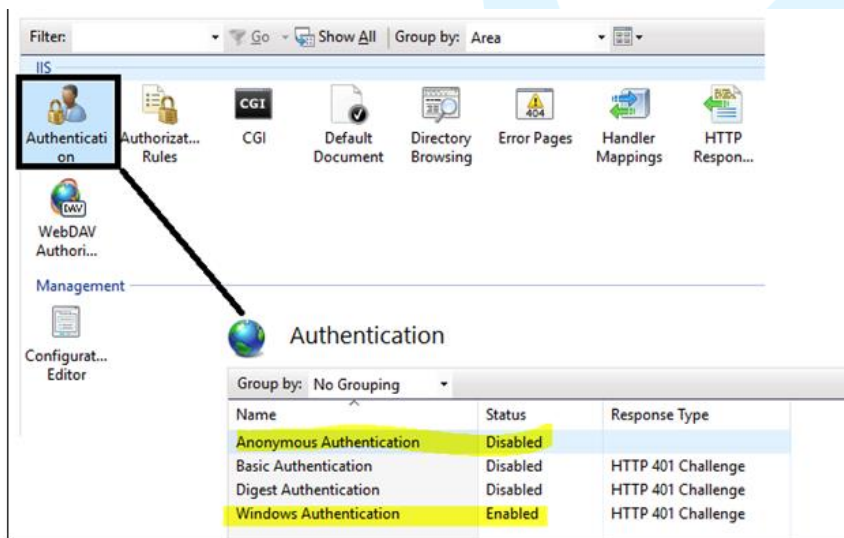 Filter: Go Show All Group by: Area
IIS
Authenticati
on
Authorizat...
Rules
CGI
CGI
Default
Document
Directory
Browsing
404
Error Pages
Handler
Mappings
HTTP
Respon...
DAV
WebDAV
Authori...
Management
Configurat...
Editor
Authentication
Group by: No Grouping
Name Status Response Type
Anonymous Authentication Disabled
Basic Authentication Disabled HTTP 401 Challenge
Digest Authentication Disabled HTTP 401 Challenge
Windows Authentication Enabled HTTP 401 Challenge